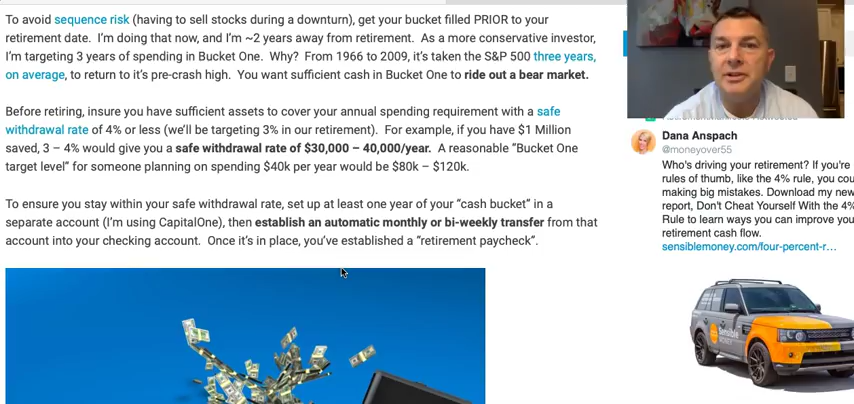 To avoid sequence risk (having to sell stocks during a downturn), get your bucket filled PRIOR to your
retirement date.  I'm doing that now, and I'm ~2 years away from retirement.  As a more conservative investor,
I'm targeting 3 years of spending in Bucket One.  Why?  From 1966 to 2009, it's taken the S&P 500 three years,
on average, to return to it's pre-crash high.  You want sufficient cash in Bucket One to ride out a bear market.
Before retiring, insure you have sufficient assets to cover your annual spending requirement with a safe
withdrawal rate of 4% or less (we'll be targeting 3% in our retirement).  For example, if you have $1 Million
saved, 3 – 4% would give you a safe withdrawal rate of $30,000 – 40,000/year.  A reasonable "Bucket One
target level" for someone planning on spending $40k per year would be $80k – $120k.
To ensure you stay within your safe withdrawal rate, set up at least one year of your "cash bucket" in a
separate account (I'm using CapitalOne), then establish an automatic monthly or bi-weekly transfer from that
account into your checking account.  Once it's in place, you've established a "retirement paycheck".
Dana Anspach
@moneyover55
Who's driving your retirement? If you're
rules of thumb, like the 4% rule, you cou
making big mistakes. Download my new
report, Don't Cheat Yourself With the 4%
Rule to learn ways you can improve you
retirement cash flow.
sensiblemoney.com/four-percent-r…
Sensible
MONEY